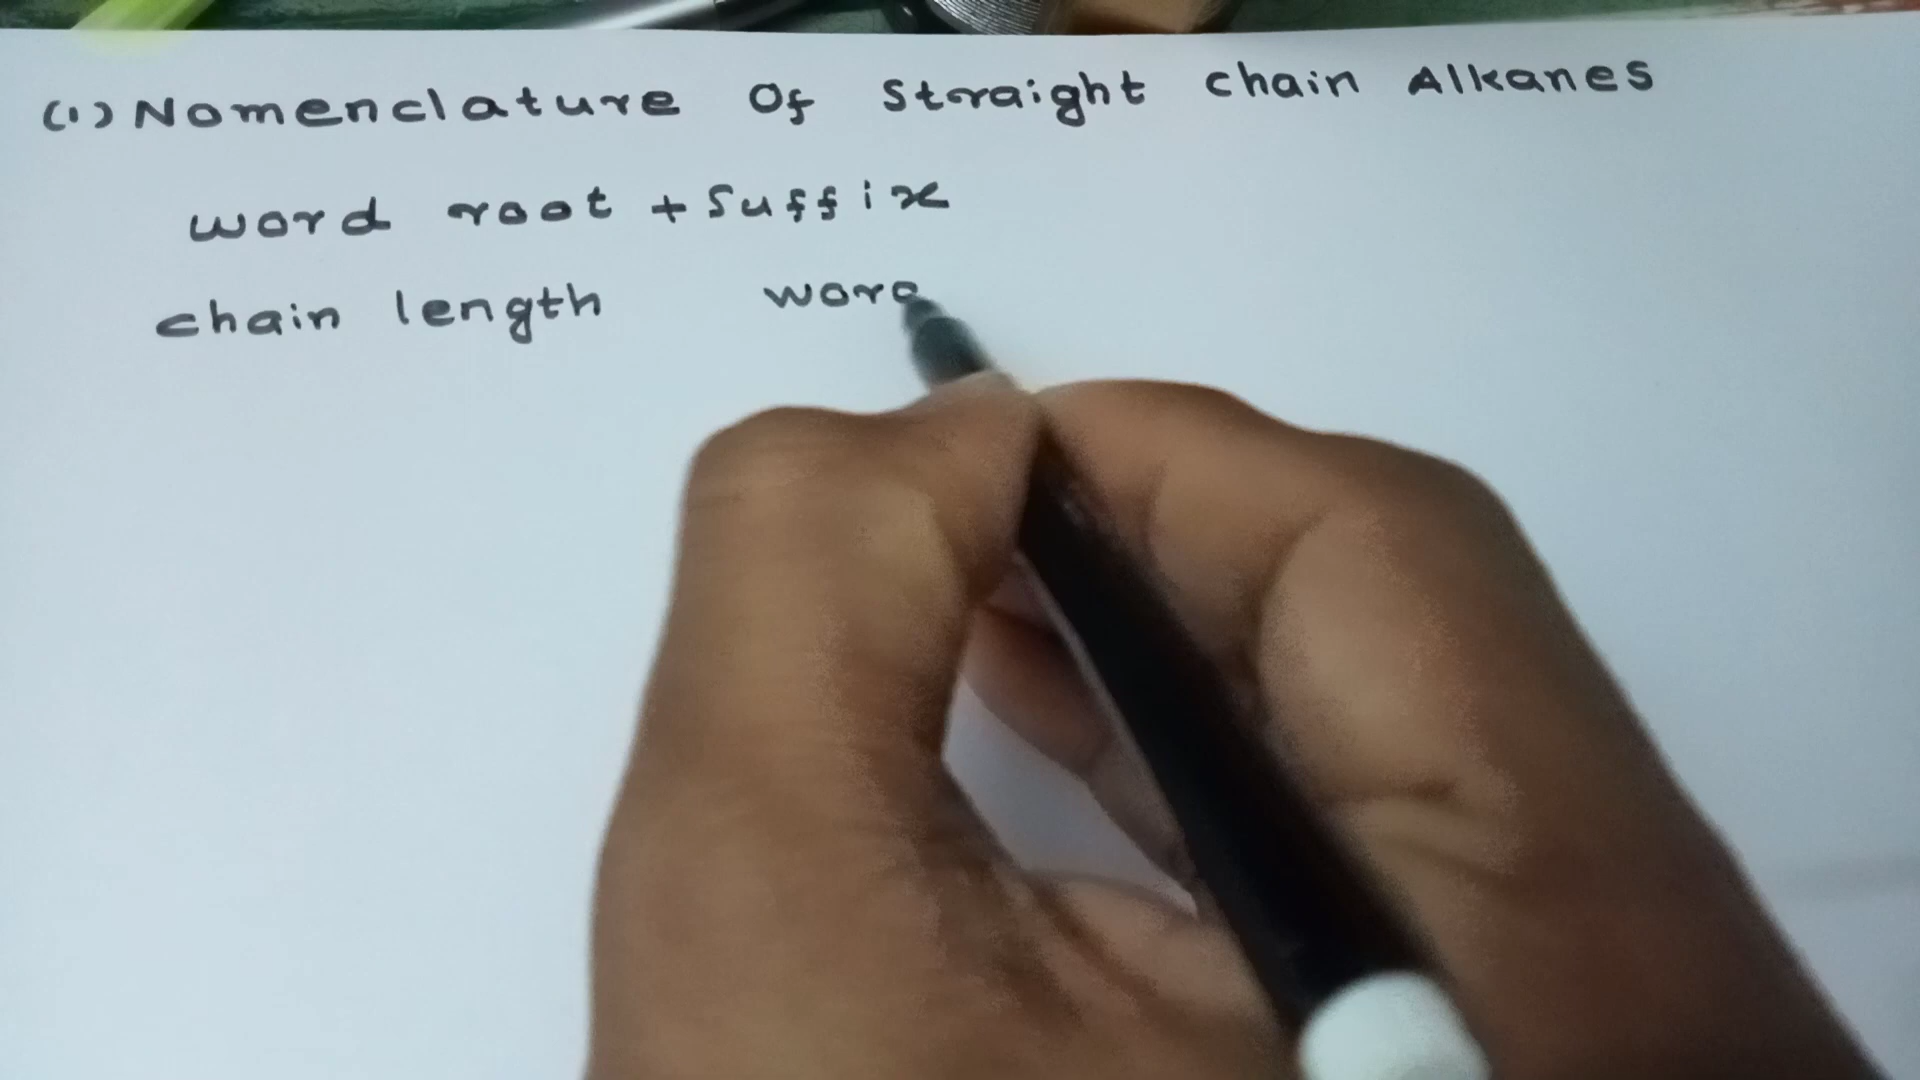 (1) Nomenclature Of Straight chain Alkanes
word root + Suffix
chain length